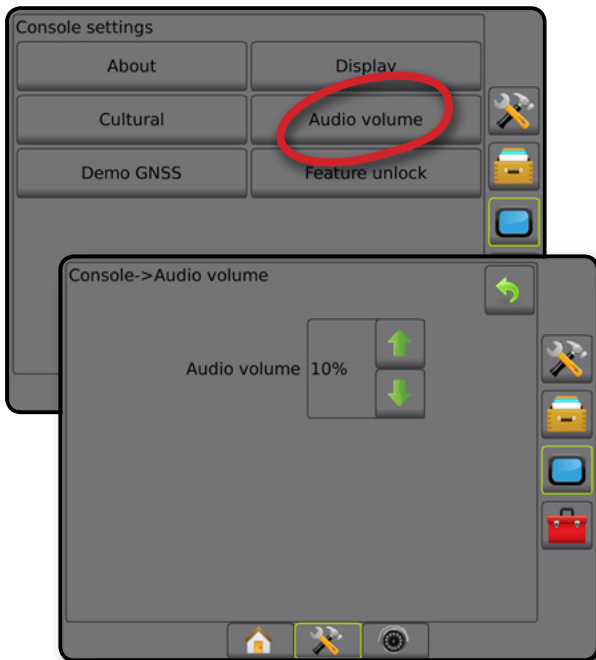 Console settings
About
Display
Cultural
Audio volume
Demo GNSS
Feature unlock
Console->Audio volume
Audio volume 10%